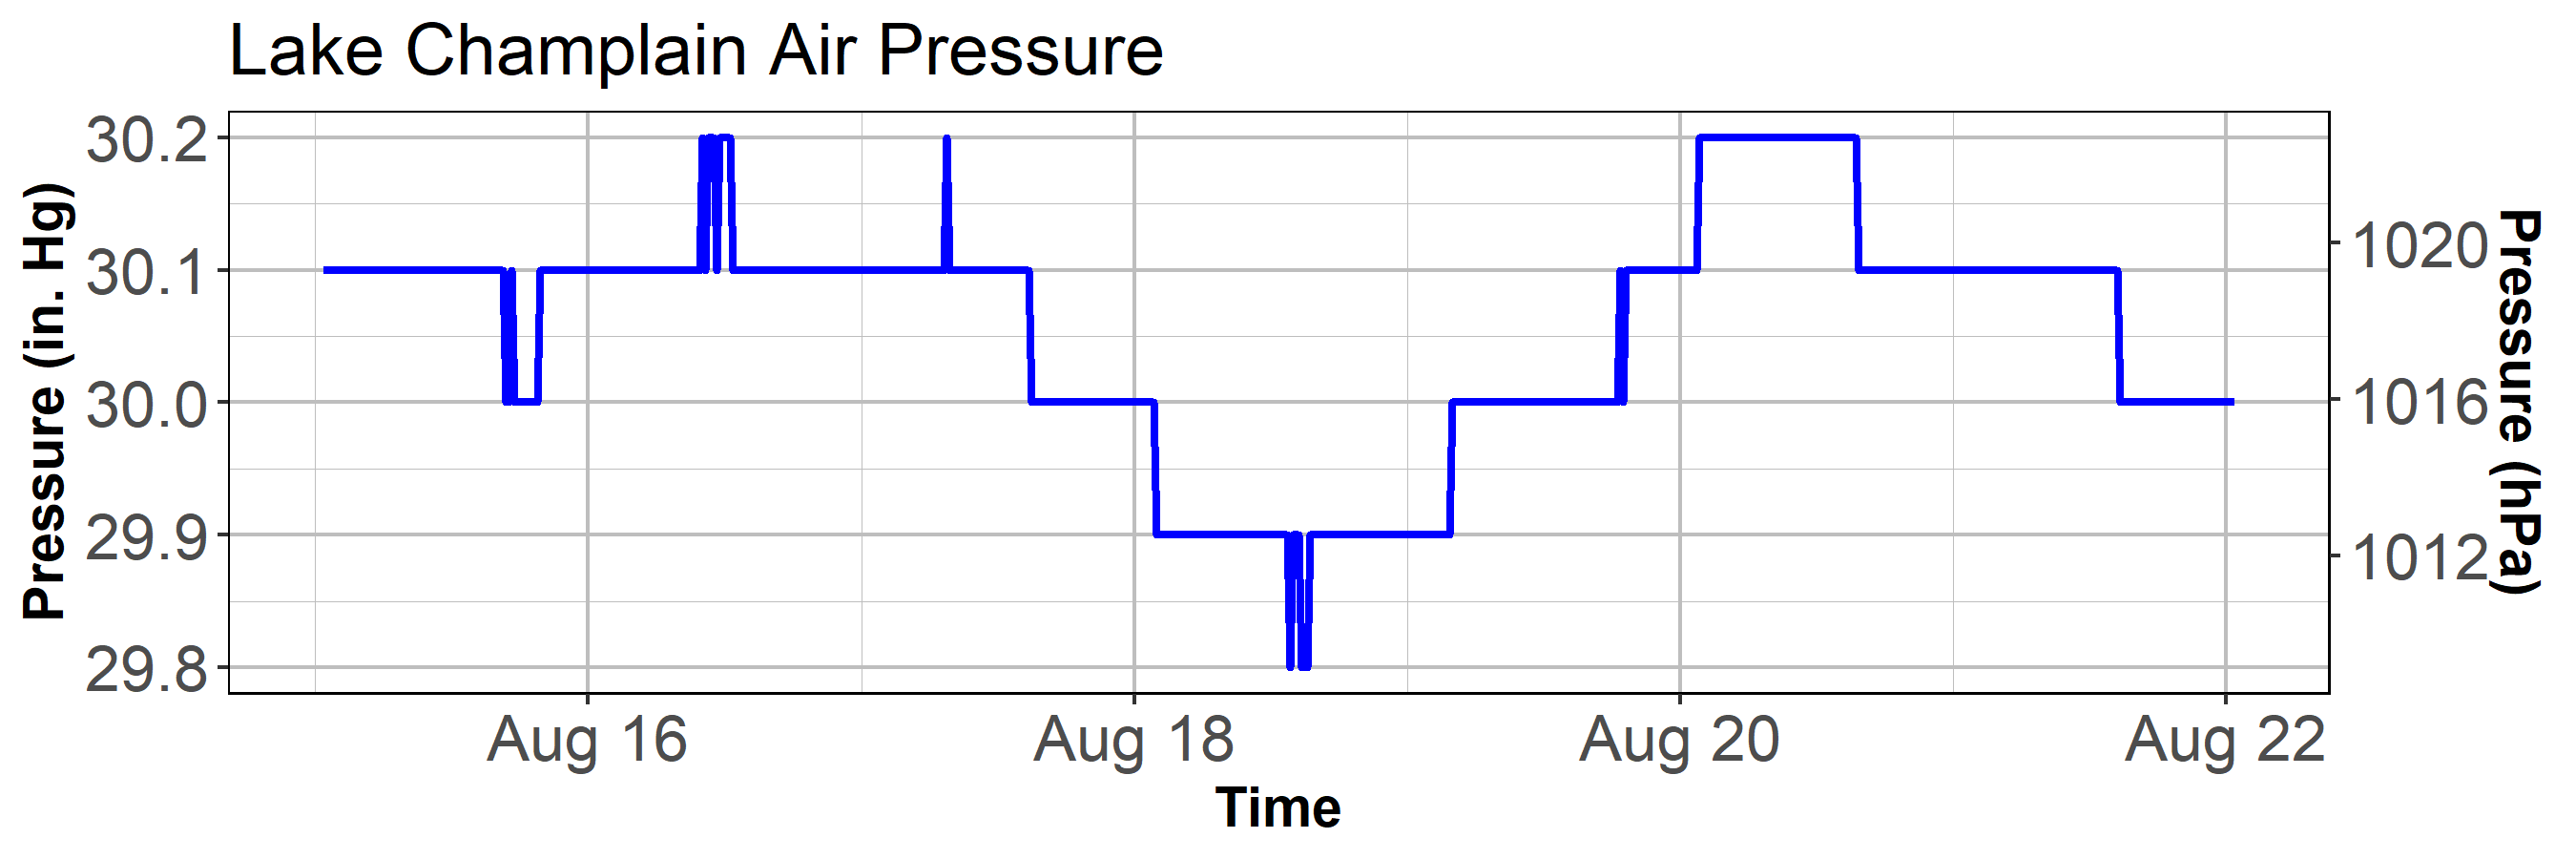 Lake Champlain Air Pressure
Pressure (in. Hg)
30.2
30.1
30.0
29.9
29.8
1020
1016
1012
Pressure (hPa)
Aug 16 Aug 18 Aug 20 Aug 22
Time